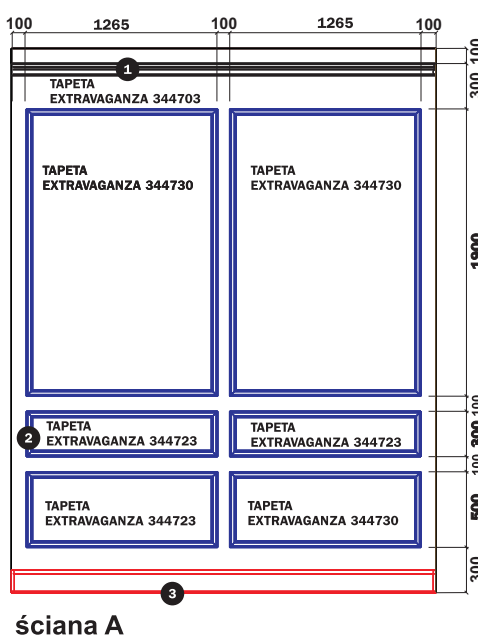 100 1265 100 1265 100
100
1
300
TAPETA
EXTRAVAGANZA 344703
TAPETA
EXTRAVAGANZA 344730
TAPETA
EXTRAVAGANZA 344730
1900
100
TAPETA
EXTRAVAGANZA 344723
TAPETA
EXTRAVAGANZA 344723
2
300
100
TAPETA
EXTRAVAGANZA 344723
TAPETA
EXTRAVAGANZA 344730
500
300
3
ściana A